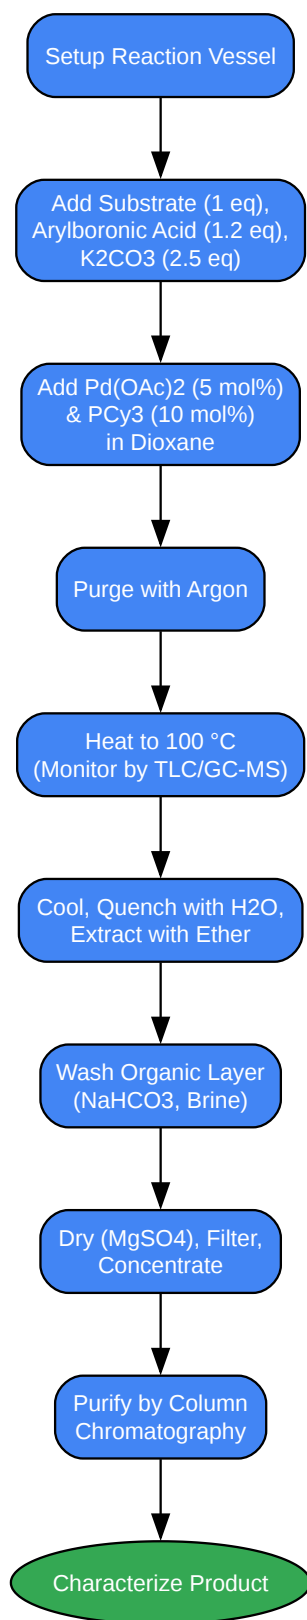 Setup Reaction Vessel
Add Substrate (1 eq),
Arylboronic Acid (1.2 eq),
K2CO3 (2.5 eq)
Add Pd(OAc)2 (5 mol%)
& PCy3 (10 mol%)
in Dioxane
Purge with Argon
Heat to 100 °C
(Monitor by TLC/GC-MS)
Cool, Quench with H2O,
Extract with Ether
Wash Organic Layer
(NaHCO3, Brine)
Dry (MgSO4), Filter,
Concentrate
Purify by Column
Chromatography
Characterize Product